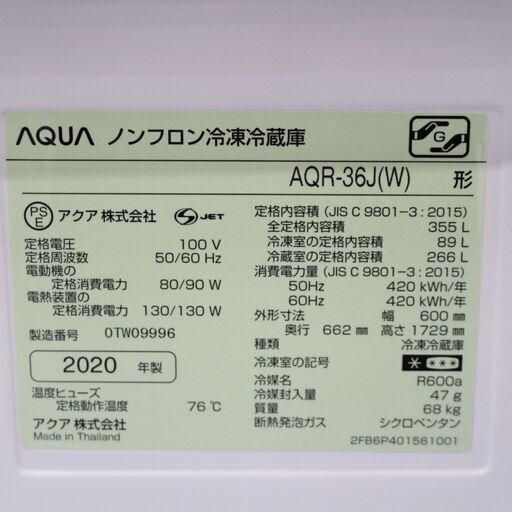 AQUA ノンフロン冷凍冷蔵庫
G
AQR-36J(W) 形
PS E アクア株式会社 S JET
定格電圧 100 V
定格周波数 50/60 Hz
電動機の
定格消費電力 80/90 W
電熱装置の
定格消費電力 130/130 W
製造番号 0TW09996
2020 年製
温度ヒューズ
定格動作温度 76℃
アクア株式会社
Made in Thailand
定格内容積 (JIS C 9801-3:2015)
全定格内容積 355 L
冷凍室の定格内容積 89 L
冷蔵室の定格内容積 266 L
消費電力量 (JIS C 9801-3:2015)
50Hz 420 kWh/年
60Hz 420 kWh/年
外形寸法 幅 600 mm
奥行 662 mm 高さ 1729 mm
種類 冷凍冷蔵庫
冷凍室の記号 * ***
冷媒名 R600a
冷媒封入量 47 g
質量 68 kg
断熱発泡ガス シクロペンタン
2FB6P401561001